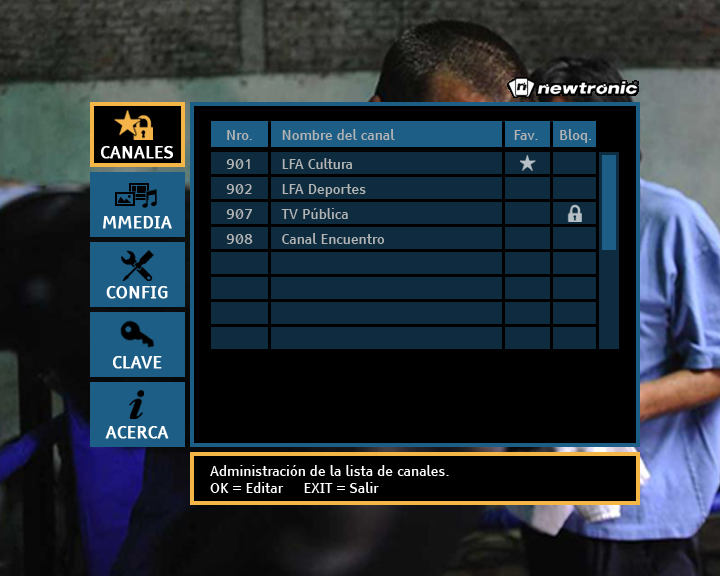 newtronic
CANALES
MMEDIA
CONFIG
CLAVE
ACERCA
Nro. Nombre del canal Fav. Bloq.
901 LFA Cultura
902 LFA Deportes
907 TV Pública
908 Canal Encuentro
Administración de la lista de canales.
OK = Editar EXIT = Salir